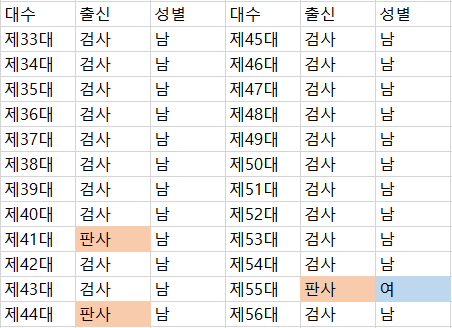 대수 출신 성별 대수 출신 성별
제33대 검사 남 제45대 검사 남
제34대 검사 남 제46대 검사 남
제35대 검사 남 제47대 검사 남
제36대 검사 남 제48대 검사 남
제37대 검사 남 제49대 검사 남
제38대 검사 남 제50대 검사 남
제39대 검사 남 제51대 검사 남
제40대 검사 남 제52대 검사 남
제41대 판사 남 제53대 검사 남
제42대 검사 남 제54대 검사 남
제43대 검사 남 제55대 판사 여
제44대 판사 남 제56대 검사 남